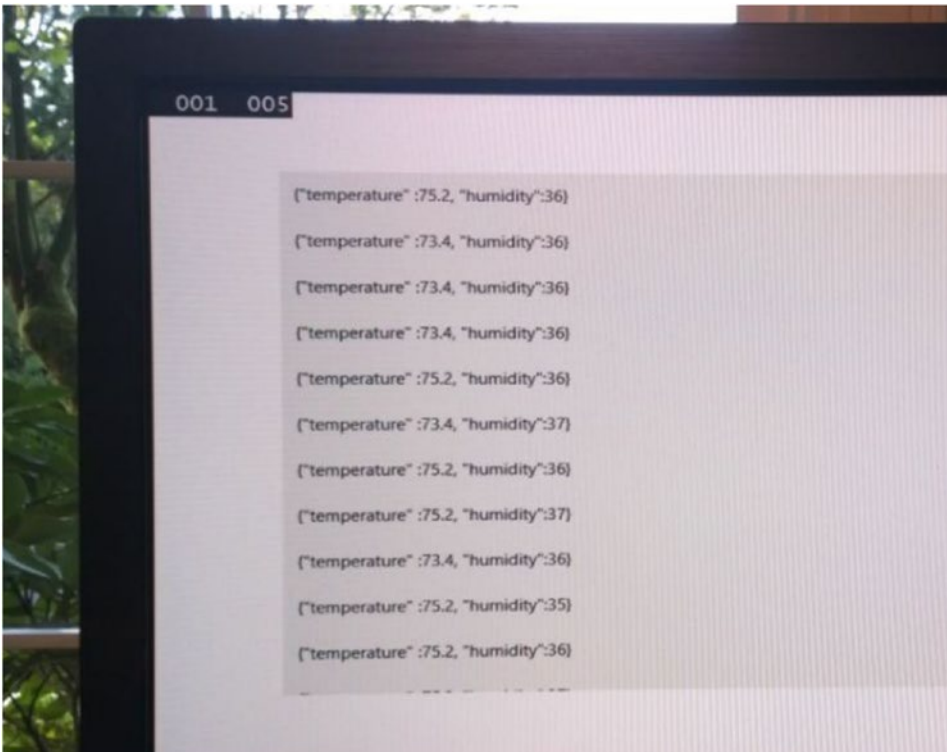 001 005
{"temperature" :75.2, "humidity":36}
{"temperature" :73.4, "humidity":36}
{"temperature" :73.4, "humidity":36}
{"temperature" :73.4, "humidity":36}
{"temperature" :75.2, "humidity":36}
{"temperature" :73.4, "humidity":37}
{"temperature" :75.2, "humidity":36}
{"temperature" :75.2, "humidity":37}
{"temperature" :73.4, "humidity":36}
{"temperature" :75.2, "humidity":35}
{"temperature" :75.2, "humidity":36}